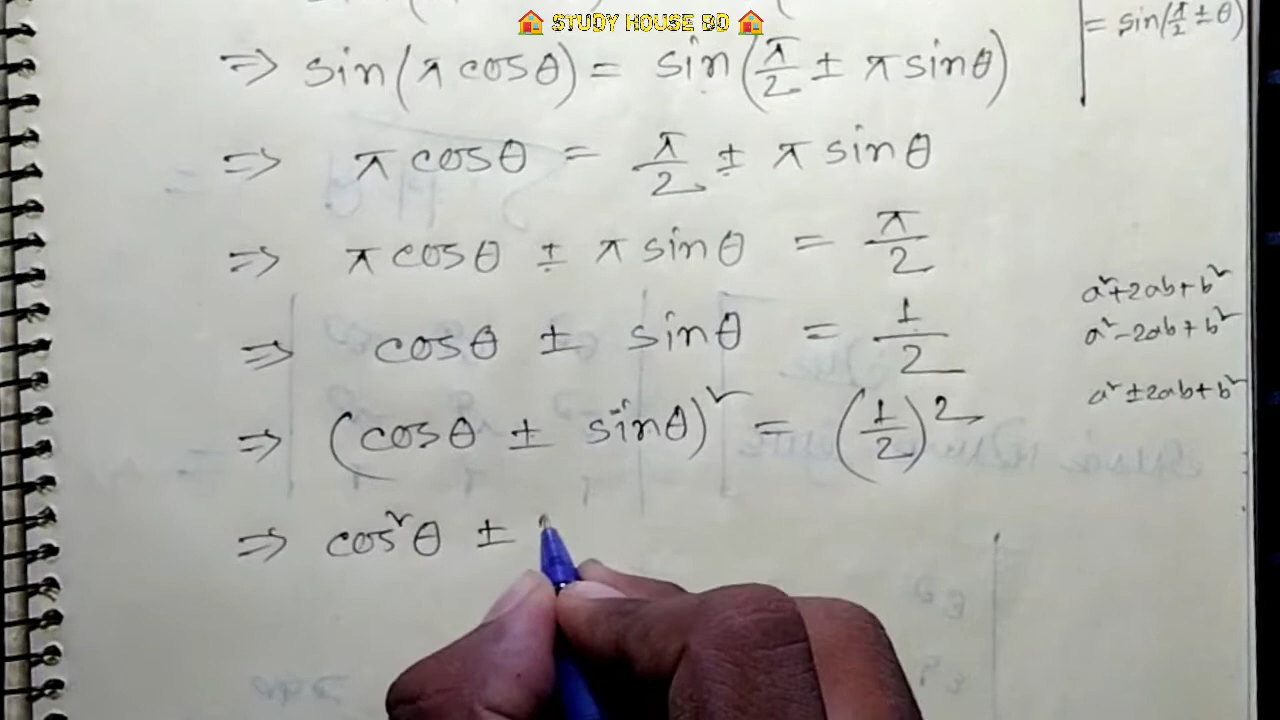 🏠 STUDY HOUSE BD 🏠
= sin(π/2 ± θ)
⇒ sin(π cosθ) = sin(π/2 ± π sinθ)
⇒ π cosθ = π/2 ± π sinθ
⇒ π cosθ ± π sinθ = π/2
⇒ cosθ ± sinθ = 1/2
a²+2ab+b²
a²-2ab+b²
a²±2ab+b²
⇒ (cosθ ± sinθ)² = (1/2)²
⇒ cos²θ ±